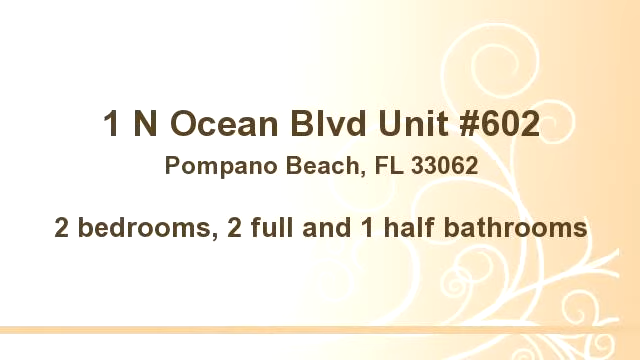 1 N Ocean Blvd Unit #602
Pompano Beach, FL 33062
2 bedrooms, 2 full and 1 half bathrooms